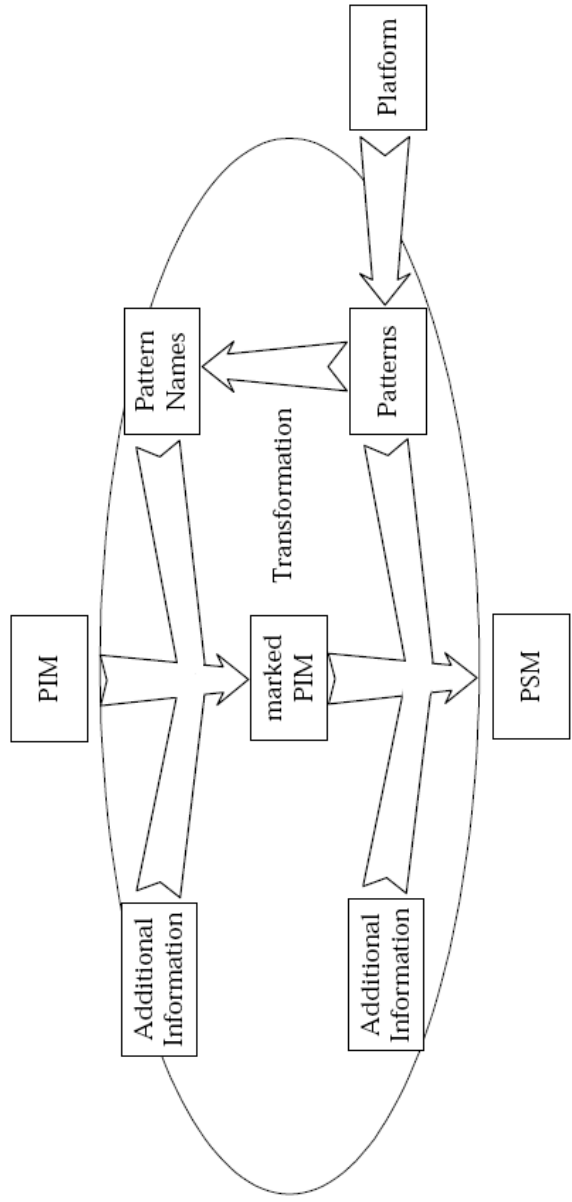 PIM
Additional
Information
Pattern
Names
marked
PIM
Transformation
Additional
Information
Patterns
Platform
PSM